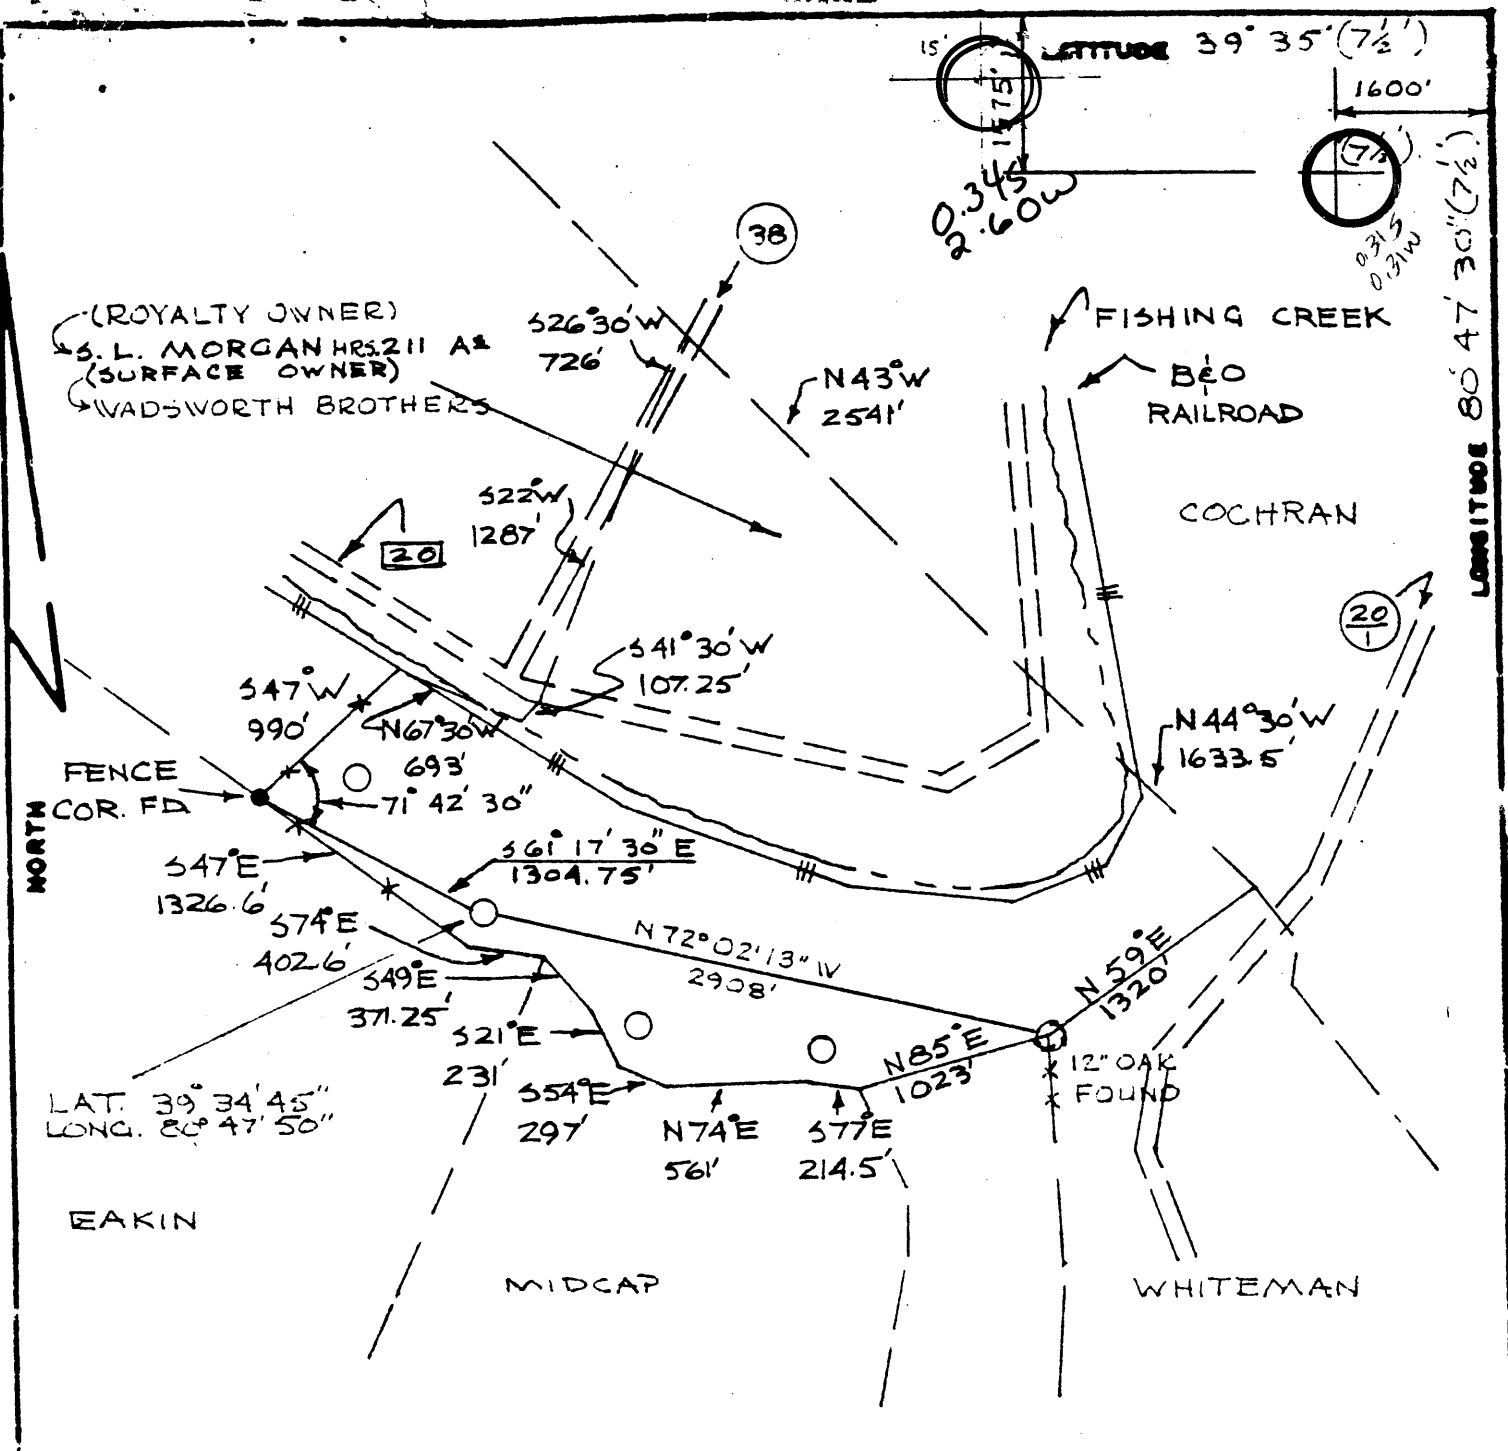 15'
LATITUDE 39° 35' (7½')
1575'
1600'
(7½')
0.34S
2.60W
0.31S
0.31W
LONGITUDE 80° 47' 30" (7½')
38
(ROYALTY OWNER)
S. L. MORGAN HRS. 211 A±
(SURFACE OWNER)
WADSWORTH BROTHERS
S26°30'W
726'
N43°W
2541'
FISHING CREEK
B&O
RAILROAD
COCHRAN
S22°W
1287'
20
20
1
S41°30'W
107.25'
S47°W
990'
N67°30'W
693'
N44°30'W
1633.5'
FENCE
COR. FD.
71° 42' 30"
NORTH
S61° 17' 30" E
1304.75'
S47°E
1326.6'
S74°E
402.6'
N72°02'13" W
2908'
N59°E
1320'
S49°E
371.25'
S21°E
231'
N85°E
1023'
12" OAK
FOUND
LAT. 39° 34' 45"
LONG. 80° 47' 50"
S54°E
297'
N74°E
561'
S77°E
214.5'
EAKIN
MIDCAP
WHITEMAN